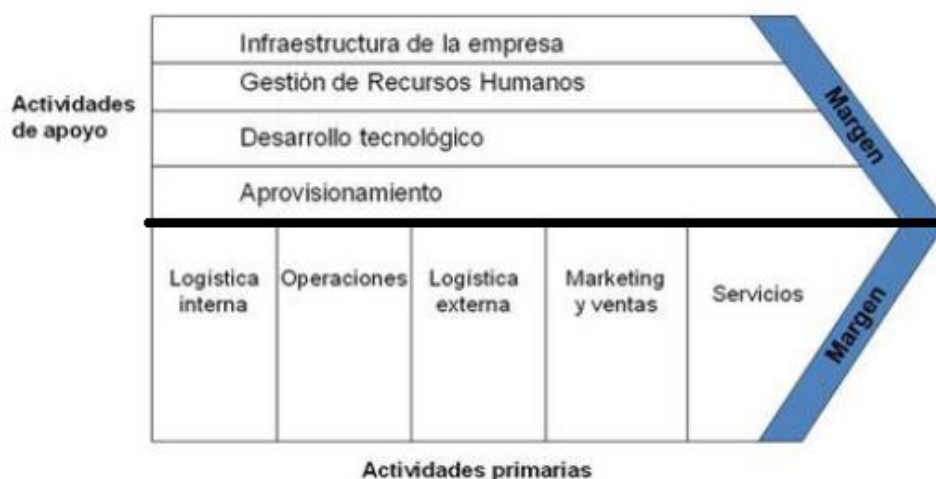 Infraestructura de la empresa
Gestión de Recursos Humanos
Actividades
de apoyo
Desarrollo tecnológico
Aprovisionamiento
Margen
Logística
interna
Operaciones
Logística
externa
Marketing
y ventas
Servicios
Margen
Actividades primarias